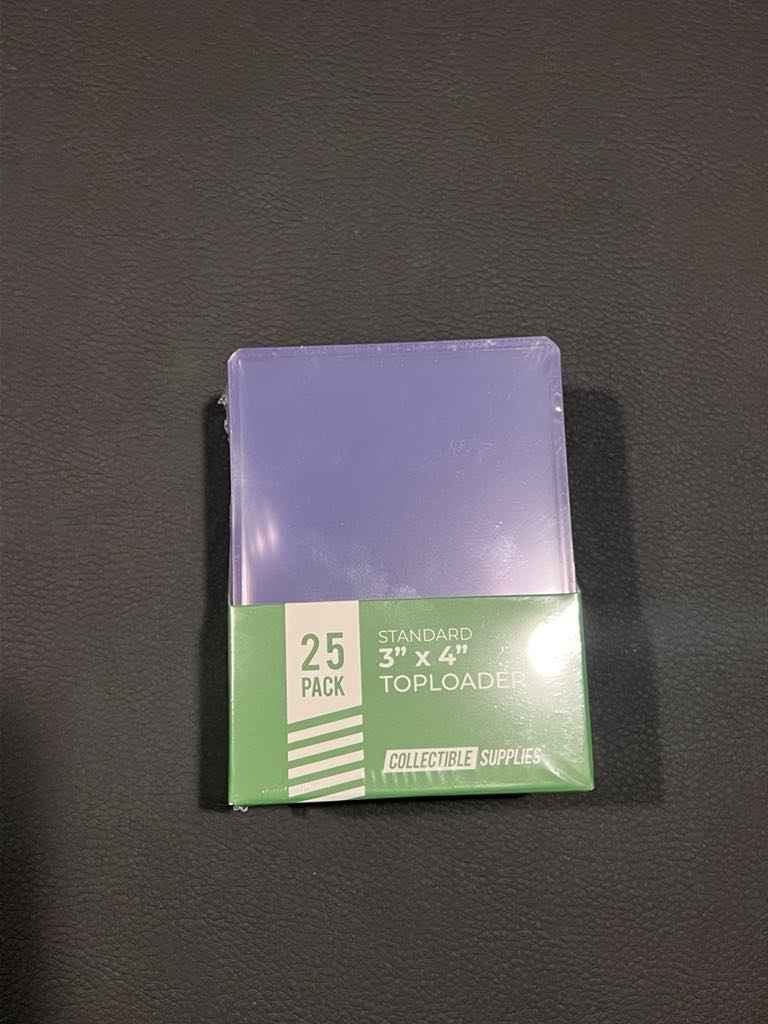 25
PACK
STANDARD
3” x 4”
TOPLOADER
COLLECTIBLE SUPPLIES